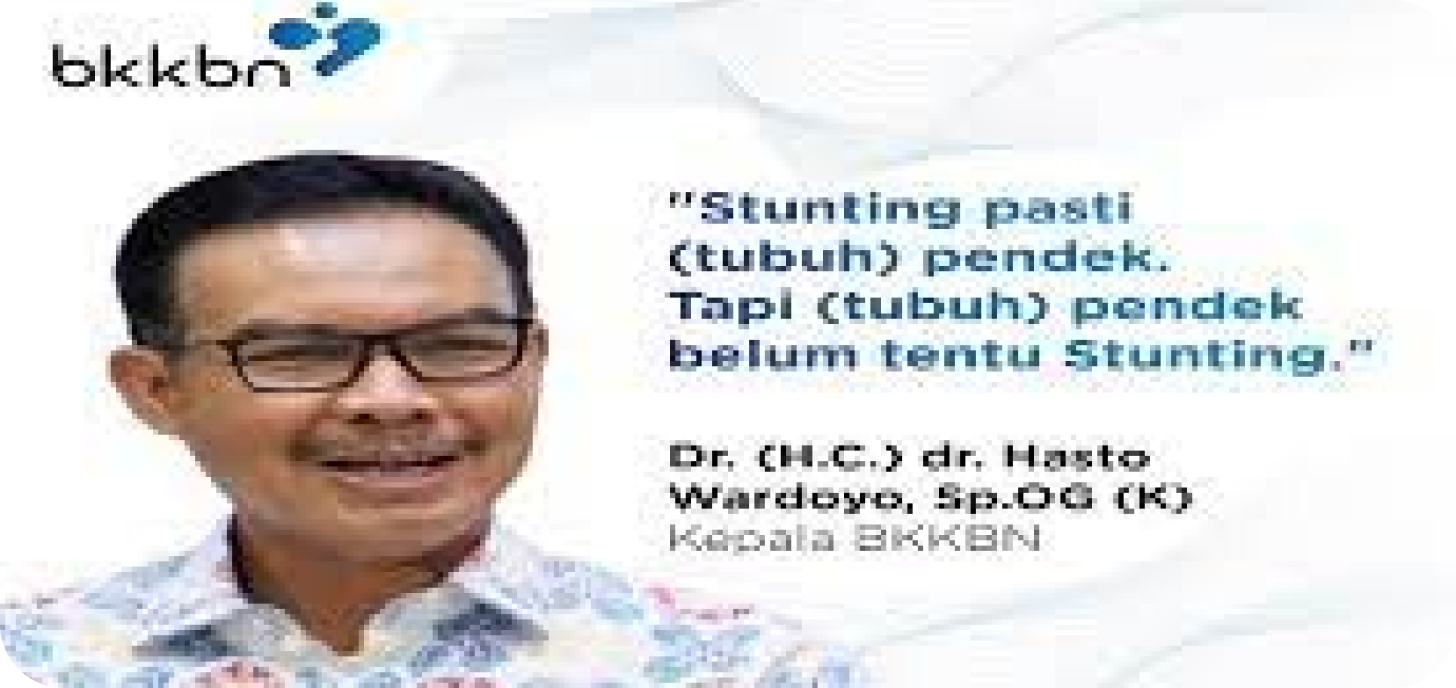 bkkbn
"Stunting pasti
(tubuh) pendek.
Tapi (tubuh) pendek
belum tentu Stunting."
Dr. (H.C.) dr. Hasto
Wardoyo, Sp.OG (K)
Kepala BKKBN